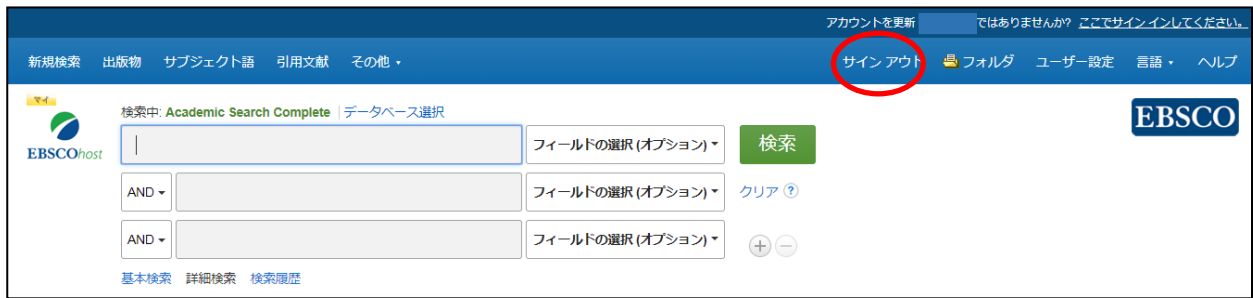 アカウントを更新 ではありませんか? ここでサインインしてください。
新規検索 出版物 サブジェクト語 引用文献 その他 サインアウト フォルダ ユーザー設定 言語 ヘルプ
マイ
EBSCOhost
検索中: Academic Search Complete データベース選択
フィールドの選択 (オプション) 検索
EBSCO
AND フィールドの選択 (オプション) クリア ?
AND フィールドの選択 (オプション)
基本検索 詳細検索 検索履歴